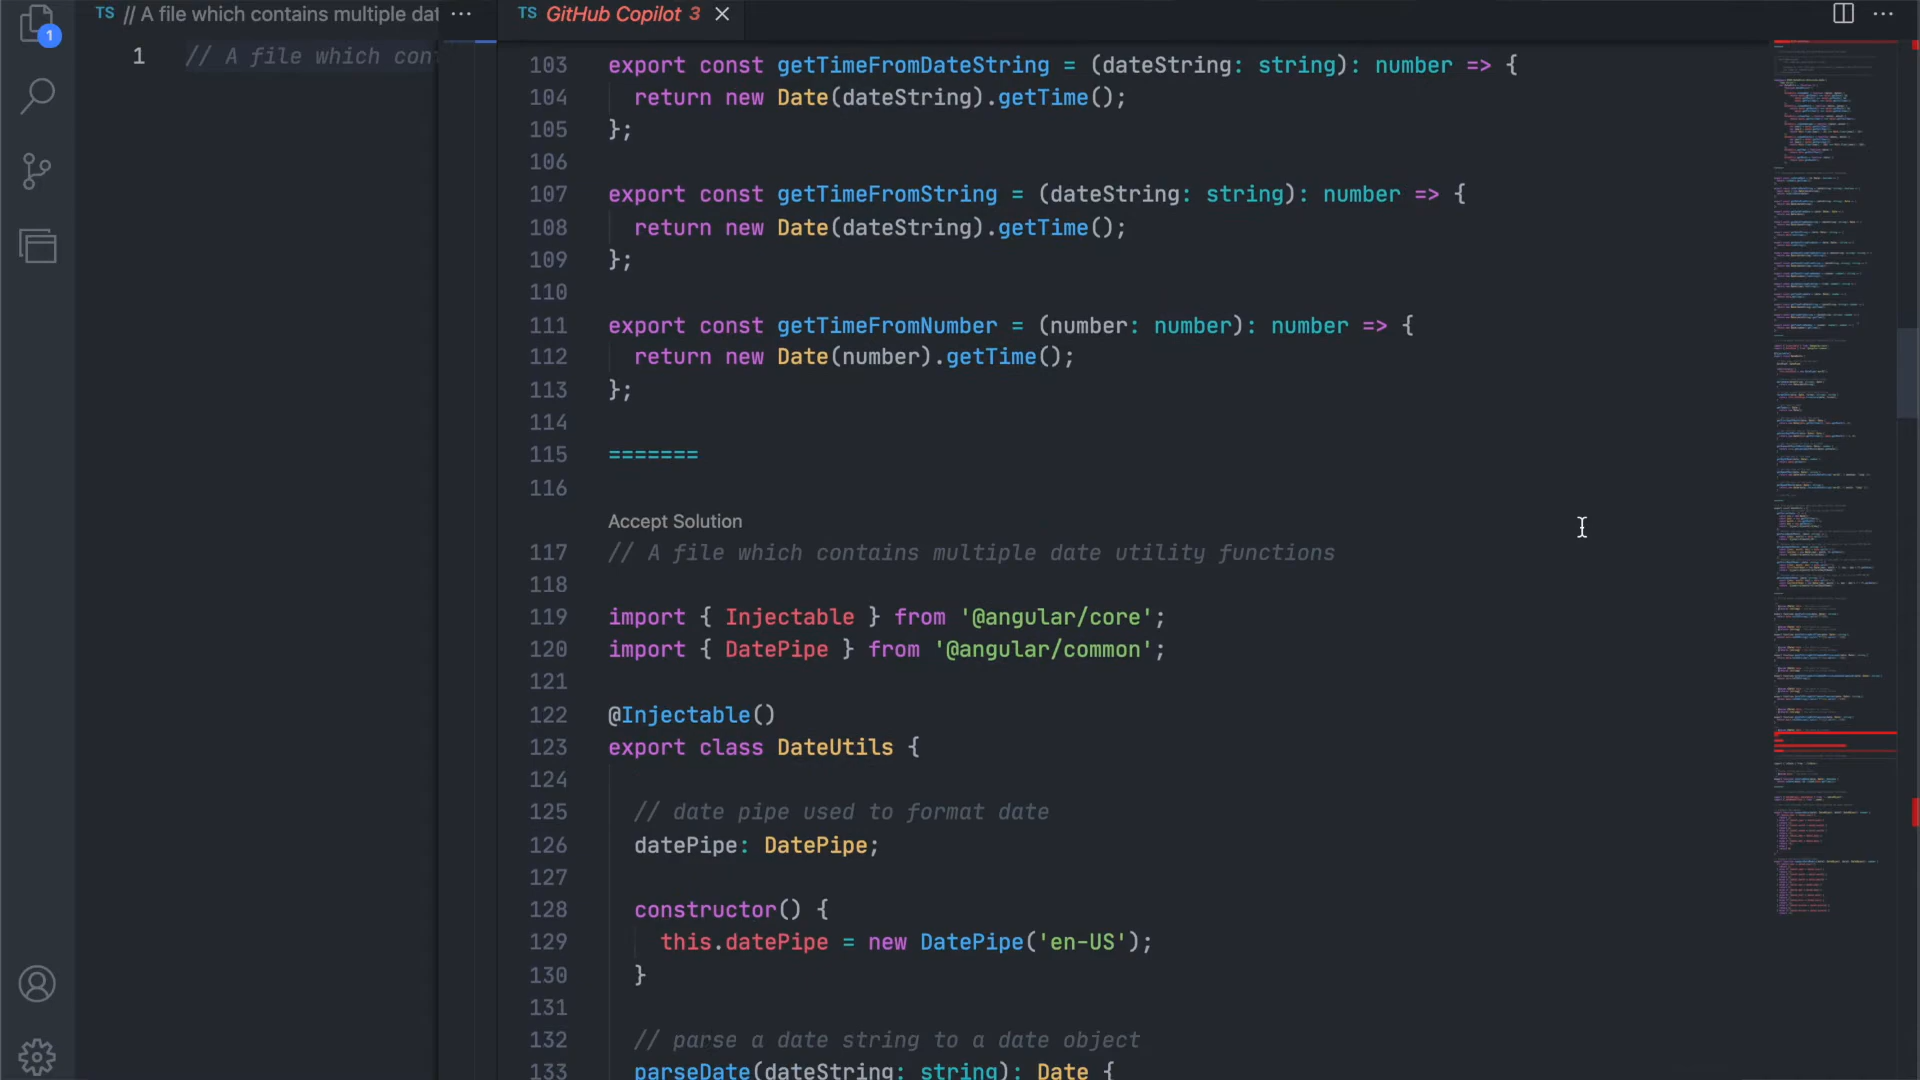 TS // A file which contains multiple dat ···
TS GitHub Copilot 3
1
1 // A file which con
103 export const getTimeFromDateString = (dateString: string): number => {
104 return new Date(dateString).getTime();
105 };
106
107 export const getTimeFromString = (dateString: string): number => {
108 return new Date(dateString).getTime();
109 };
110
111 export const getTimeFromNumber = (number: number): number => {
112 return new Date(number).getTime();
113 };
114
115 =======
116
Accept Solution
117 // A file which contains multiple date utility functions
118
119 import { Injectable } from '@angular/core';
120 import { DatePipe } from '@angular/common';
121
122 @Injectable()
123 export class DateUtils {
124
125 // date pipe used to format date
126 datePipe: DatePipe;
127
128 constructor() {
129 this.datePipe = new DatePipe('en-US');
130 }
131
132 // parse a date string to a date object
133 parseDate(dateString: string): Date {